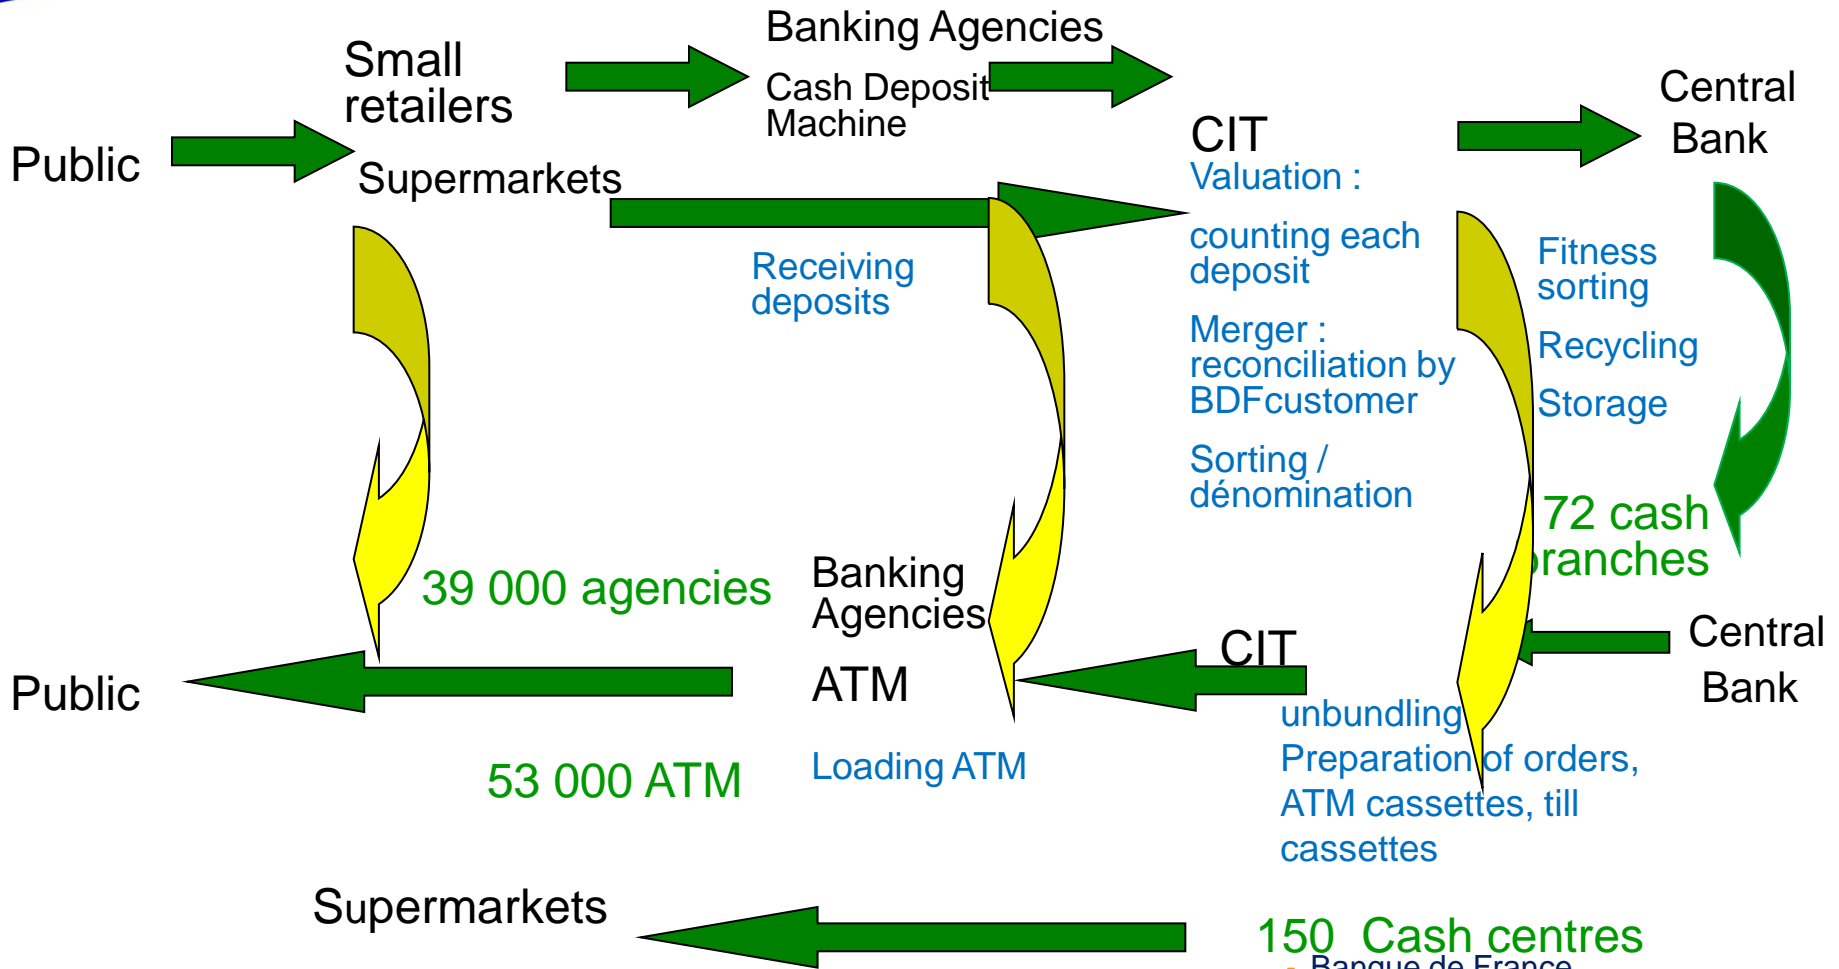 Banking Agencies
Small
retailers
Cash Deposit
Machine
Central
Bank
CIT
Public
Supermarkets
Valuation :
counting each
deposit
Receiving
deposits
Fitness
sorting
Merger :
reconciliation by
BDFcustomer
Recycling
Storage
Sorting /
dénomination
72 cash
branches
39 000 agencies
Banking
Agencies
CIT
Central
Bank
Public
ATM
unbundling
Preparation of orders,
ATM cassettes, till
cassettes
53 000 ATM
Loading ATM
Supermarkets
150 Cash centres
Banque de France